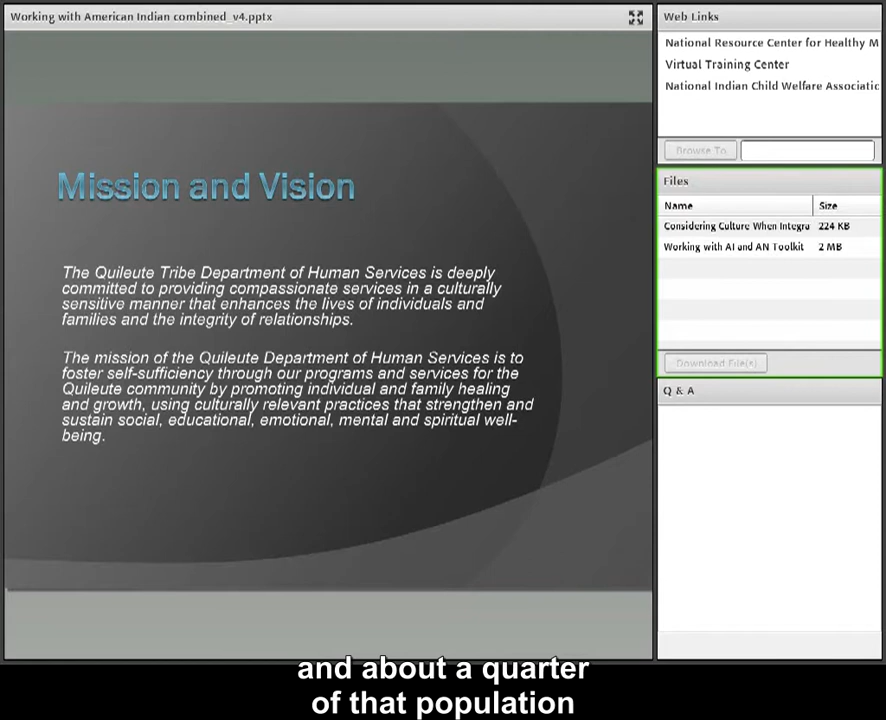 Working with American Indian combined_v4.pptx
Mission and Vision
The Quileute Tribe Department of Human Services is deeply
committed to providing compassionate services in a culturally
sensitive manner that enhances the lives of individuals and
families and the integrity of relationships.
The mission of the Quileute Department of Human Services is to
foster self-sufficiency through our programs and services for the
Quileute community by promoting individual and family healing
and growth, using culturally relevant practices that strengthen and
sustain social, educational, emotional, mental and spiritual well-
being.
Web Links
National Resource Center for Healthy M
Virtual Training Center
National Indian Child Welfare Associatic
Browse To
Files
Name Size
Considering Culture When Integra 224 KB
Working with AI and AN Toolkit 2 MB
Download File(s)
Q & A
and about a quarter
of that population